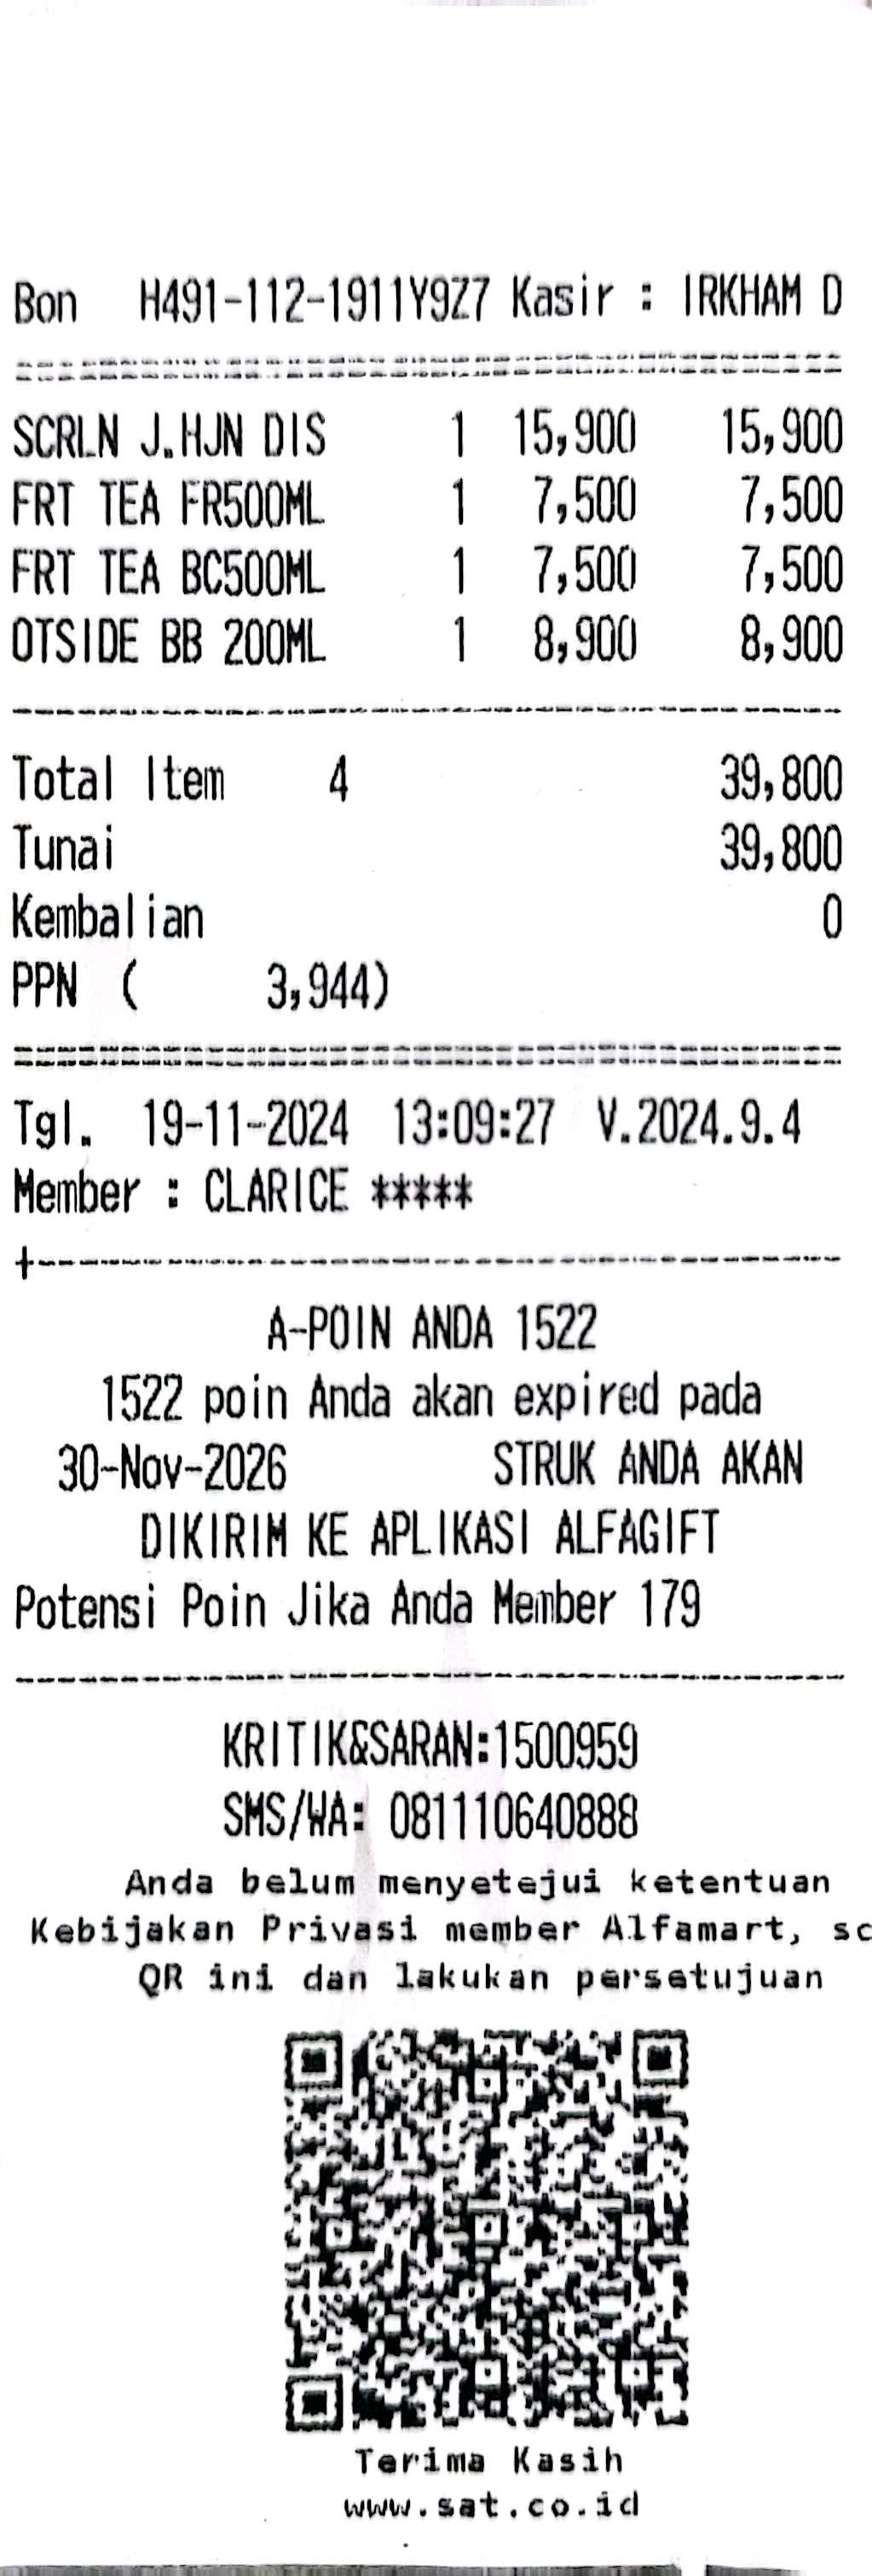 Bon H491-112-1911Y9Z7 Kasir : IRKHAM D
SCRLN J.HJN DIS 1 15,900 15,900
FRT TEA FR500ML 1 7,500 7,500
FRT TEA BC500ML 1 7,500 7,500
OTSIDE BB 200ML 1 8,900 8,900
Total Item 4 39,800
Tunai 39,800
Kembalian 0
PPN ( 3,944)
Tgl. 19-11-2024 13:09:27 V.2024.9.4
Member : CLARICE *****
A-POIN ANDA 1522
1522 poin Anda akan expired pada
30-Nov-2026 STRUK ANDA AKAN
DIKIRIM KE APLIKASI ALFAGIFT
Potensi Poin Jika Anda Member 179
KRITIK&SARAN:1500959
SMS/WA: 081110640888
Anda belum menyetejui ketentuan
Kebijakan Privasi member Alfamart, sc
QR ini dan lakukan persetujuan
Terima Kasih
www.sat.co.id